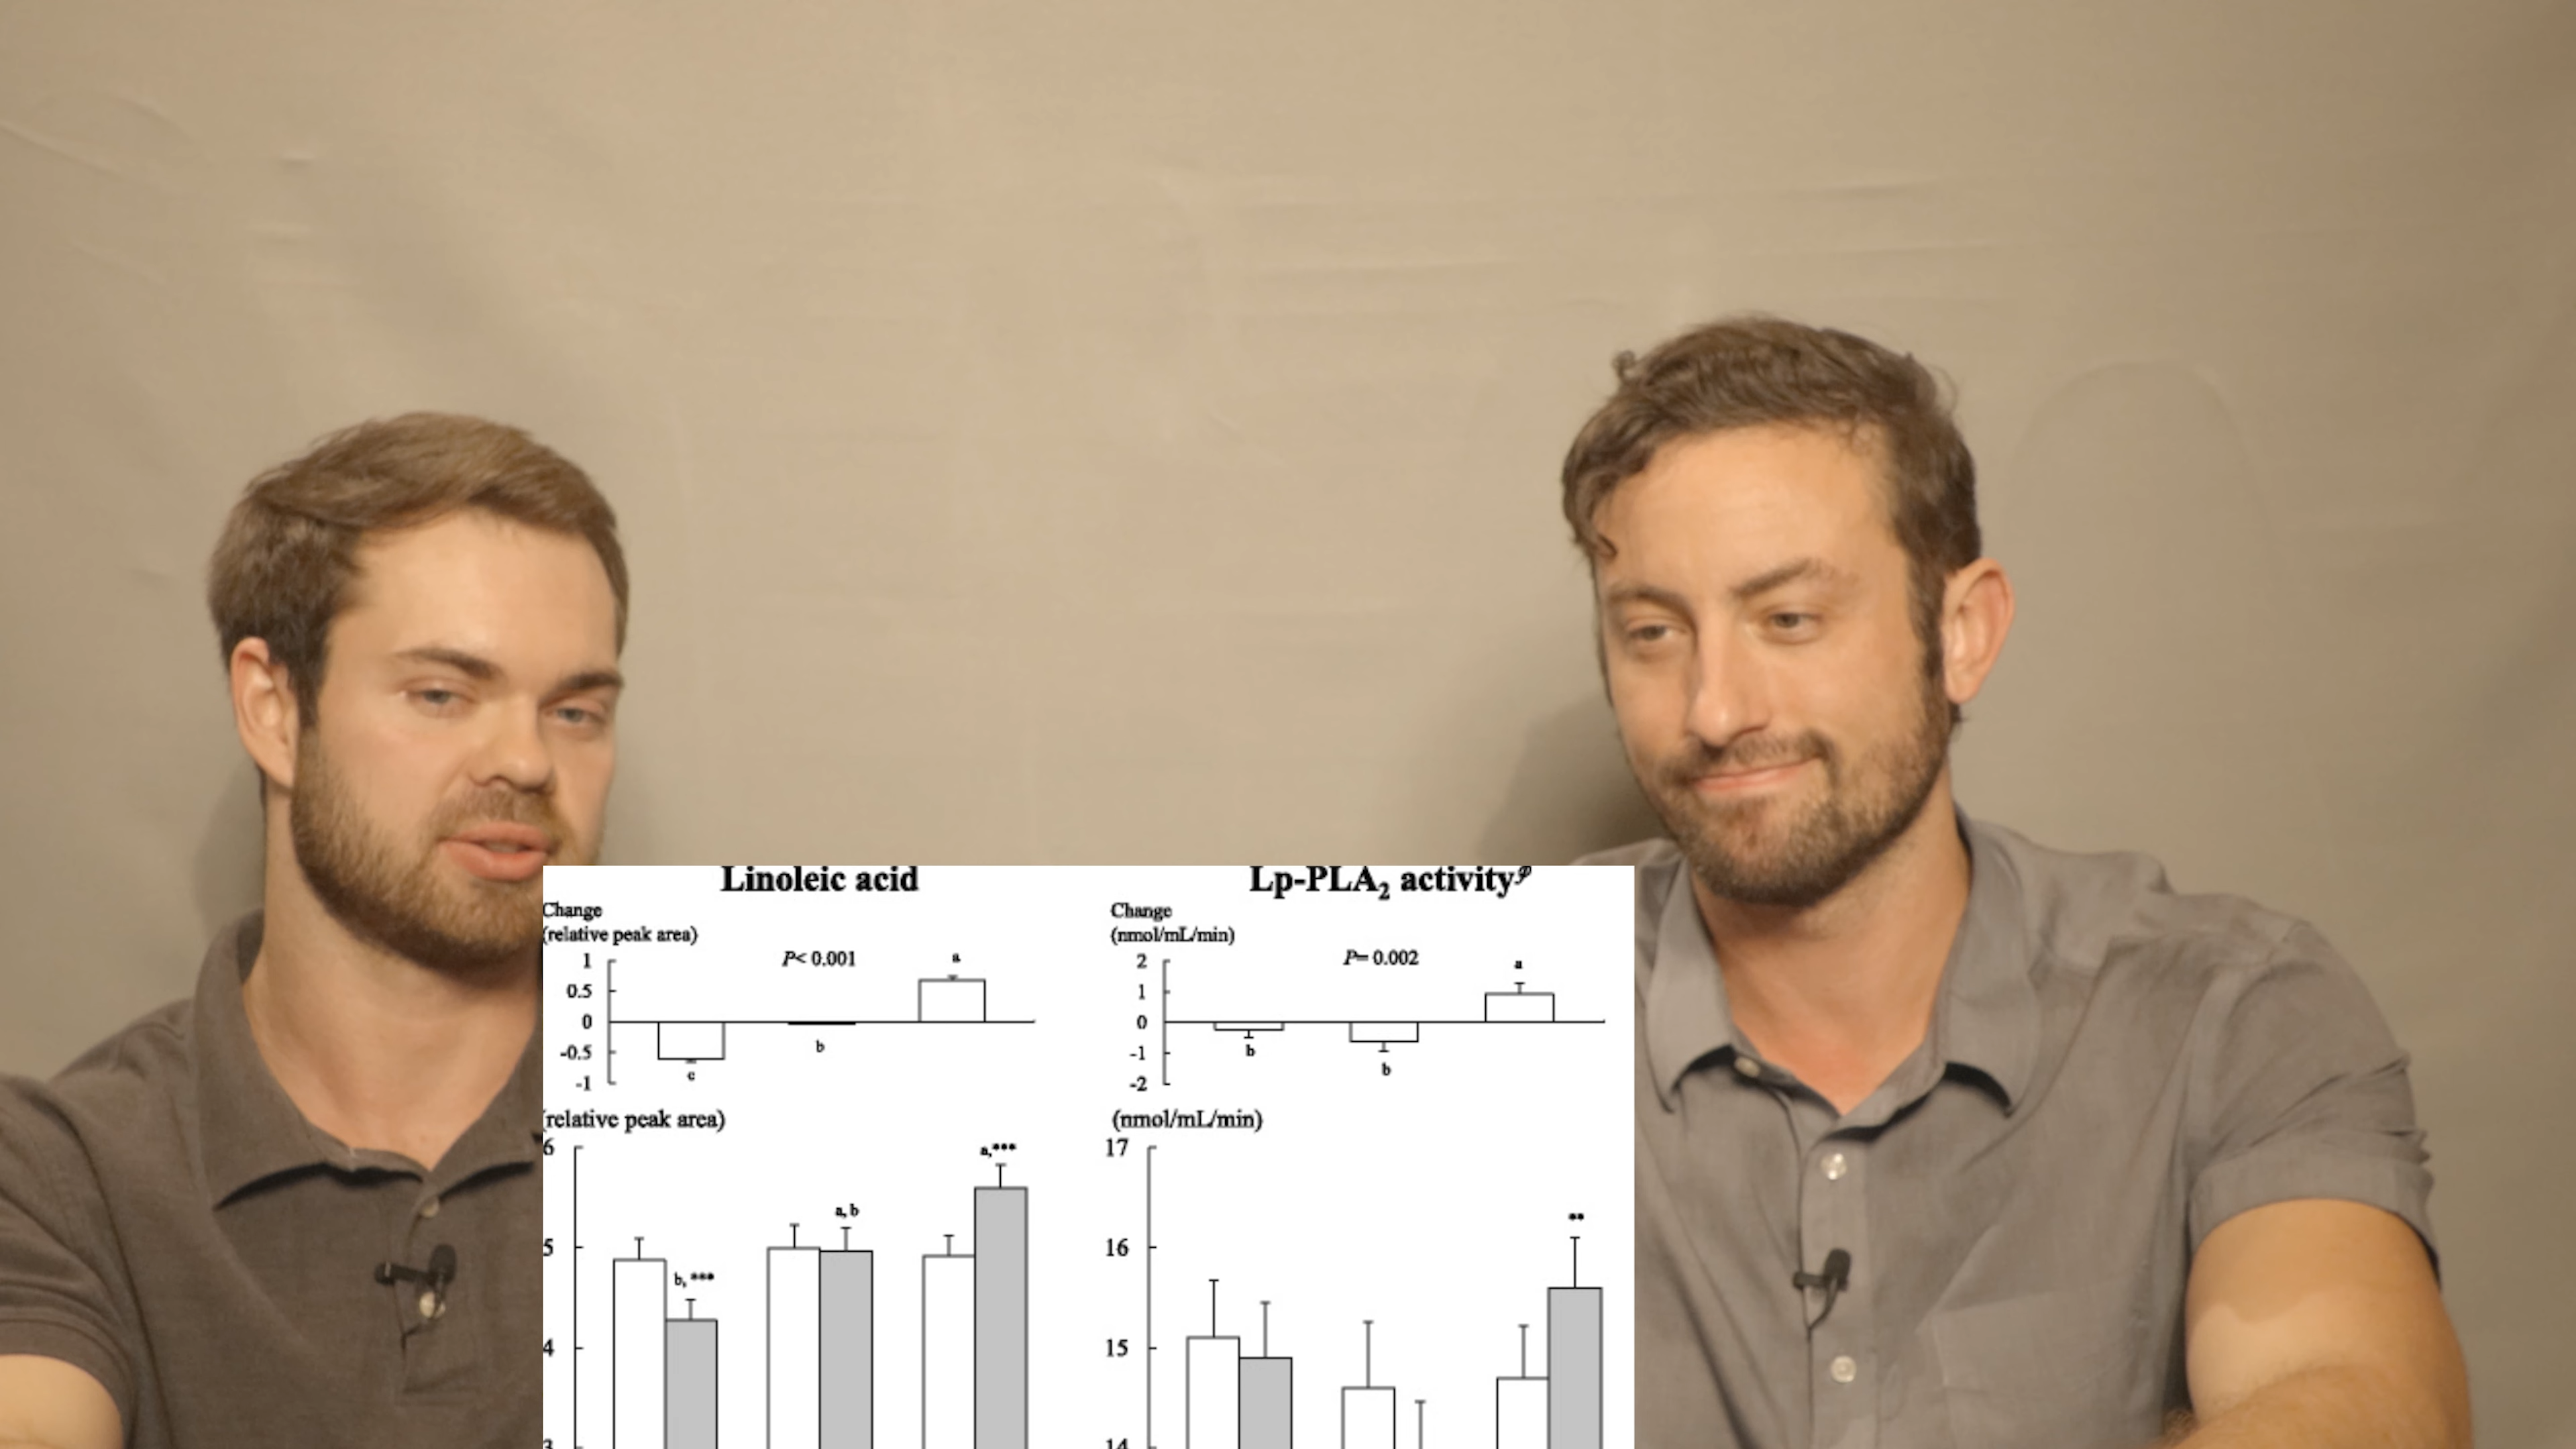 Linoleic acid
Change
(relative peak area)
P< 0.001
1
0.5
0
-0.5
-1
a
b
c
(relative peak area)
6
5
4
3
b, ***
a, b
a,***
Lp-PLA2 activityφ
Change
(nmol/mL/min)
P= 0.002
2
1
0
-1
-2
a
b
b
(nmol/mL/min)
17
16
15
14
**